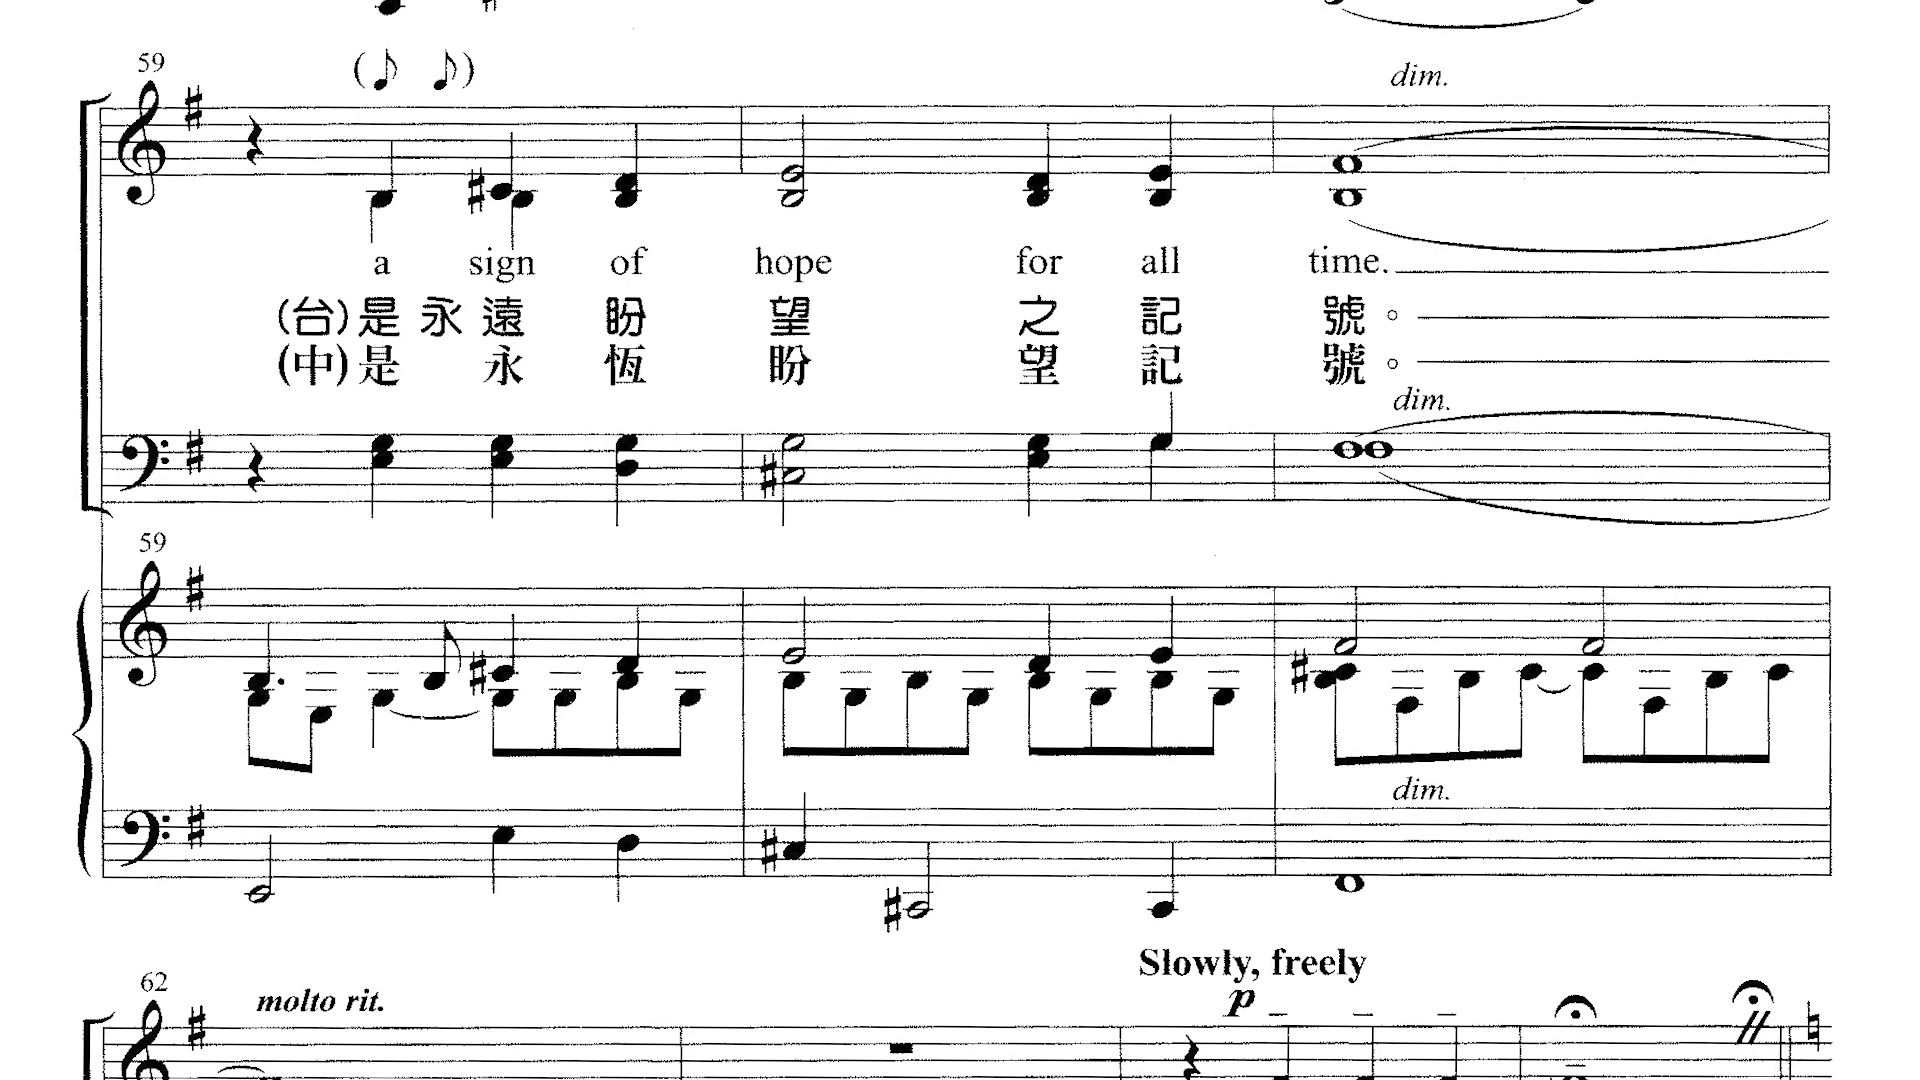 59
dim.
a sign of hope for all time.
(台)是永遠盼望之記號。
(中)是永恆盼望記號。
dim.
59
dim.
Slowly, freely
62
molto rit.
p